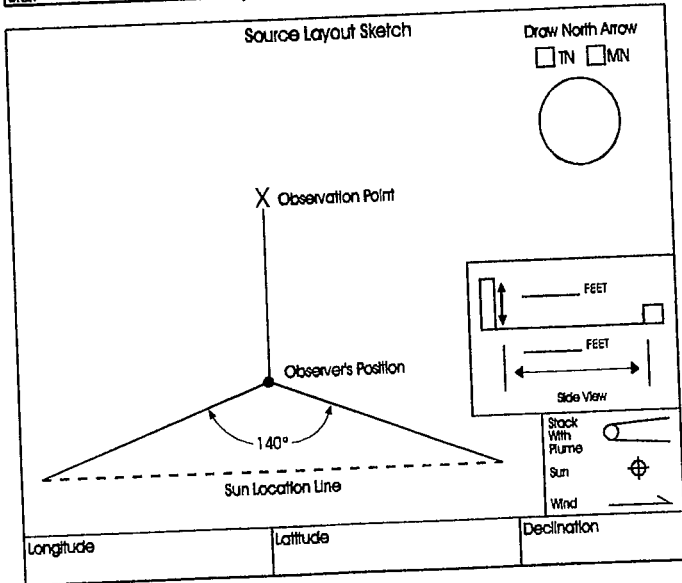 Source Layout Sketch
Draw North Arrow
TN MN
X Observation Point
FEET
FEET
Side View
Observer's Position
140°
Sun Location Line
Stack
With
Plume
Sun
Wind
Longitude
Latitude
Declination